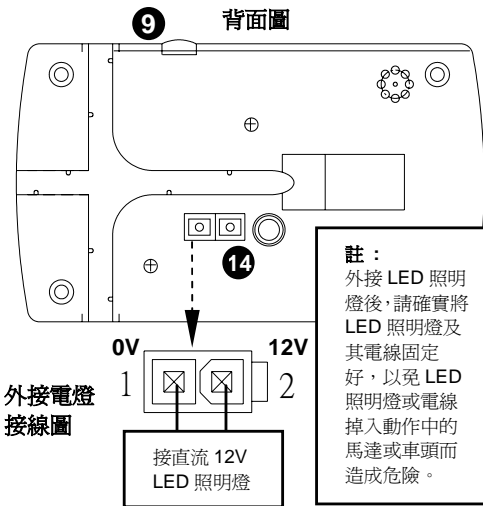 背面圖
9
14
註：
外接 LED 照明
燈後，請確實將
LED 照明燈及
其電線固定
好，以免 LED
照明燈或電線
掉入動作中的
馬達或車頭而
造成危險。
0V
12V
1
2
外接電燈
接線圖
接直流 12V
LED 照明燈